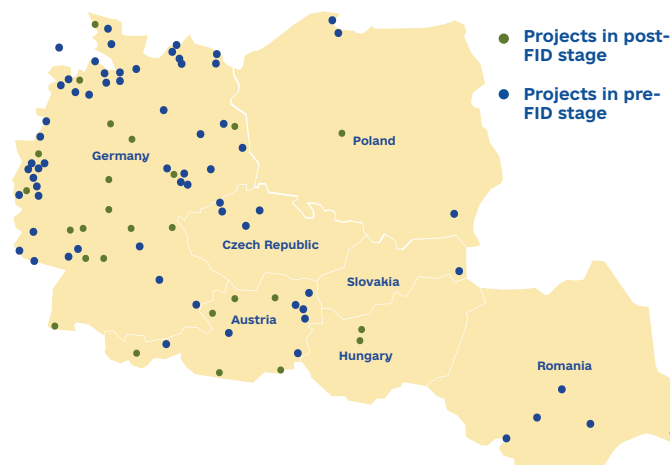 Projects in post-
FID stage
Projects in pre-
FID stage
Poland
Germany
Czech Republic
Slovakia
Austria
Hungary
Romania